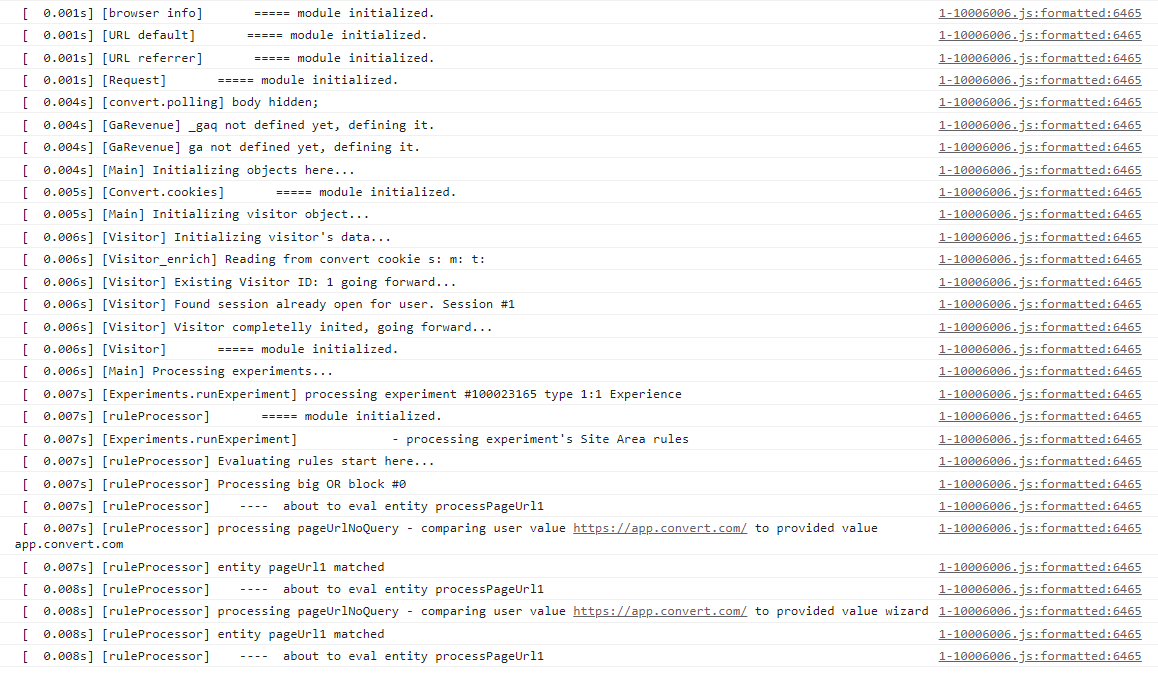 [  0.001s] [browser info]       ===== module initialized. 1-10006006.js:formatted:6465
[  0.001s] [URL default]       ===== module initialized. 1-10006006.js:formatted:6465
[  0.001s] [URL referrer]       ===== module initialized. 1-10006006.js:formatted:6465
[  0.001s] [Request]       ===== module initialized. 1-10006006.js:formatted:6465
[  0.004s] [convert.polling] body hidden; 1-10006006.js:formatted:6465
[  0.004s] [GaRevenue] _gaq not defined yet, defining it. 1-10006006.js:formatted:6465
[  0.004s] [GaRevenue] ga not defined yet, defining it. 1-10006006.js:formatted:6465
[  0.004s] [Main] Initializing objects here... 1-10006006.js:formatted:6465
[  0.005s] [Convert.cookies]       ===== module initialized. 1-10006006.js:formatted:6465
[  0.005s] [Main] Initializing visitor object... 1-10006006.js:formatted:6465
[  0.006s] [Visitor] Initializing visitor's data... 1-10006006.js:formatted:6465
[  0.006s] [Visitor_enrich] Reading from convert cookie s: m: t: 1-10006006.js:formatted:6465
[  0.006s] [Visitor] Existing Visitor ID: 1 going forward... 1-10006006.js:formatted:6465
[  0.006s] [Visitor] Found session already open for user. Session #1 1-10006006.js:formatted:6465
[  0.006s] [Visitor] Visitor completelly inited, going forward... 1-10006006.js:formatted:6465
[  0.006s] [Visitor]       ===== module initialized. 1-10006006.js:formatted:6465
[  0.006s] [Main] Processing experiments... 1-10006006.js:formatted:6465
[  0.007s] [Experiments.runExperiment] processing experiment #100023165 type 1:1 Experience 1-10006006.js:formatted:6465
[  0.007s] [ruleProcessor]       ===== module initialized. 1-10006006.js:formatted:6465
[  0.007s] [Experiments.runExperiment]             - processing experiment's Site Area rules 1-10006006.js:formatted:6465
[  0.007s] [ruleProcessor] Evaluating rules start here... 1-10006006.js:formatted:6465
[  0.007s] [ruleProcessor] Processing big OR block #0 1-10006006.js:formatted:6465
[  0.007s] [ruleProcessor]    ----  about to eval entity processPageUrl1 1-10006006.js:formatted:6465
[  0.007s] [ruleProcessor] processing pageUrlNoQuery - comparing user value https://app.convert.com/ to provided value 1-10006006.js:formatted:6465
app.convert.com
[  0.007s] [ruleProcessor] entity pageUrl1 matched 1-10006006.js:formatted:6465
[  0.008s] [ruleProcessor]    ----  about to eval entity processPageUrl1 1-10006006.js:formatted:6465
[  0.008s] [ruleProcessor] processing pageUrlNoQuery - comparing user value https://app.convert.com/ to provided value wizard 1-10006006.js:formatted:6465
[  0.008s] [ruleProcessor] entity pageUrl1 matched 1-10006006.js:formatted:6465
[  0.008s] [ruleProcessor]    ----  about to eval entity processPageUrl1 1-10006006.js:formatted:6465